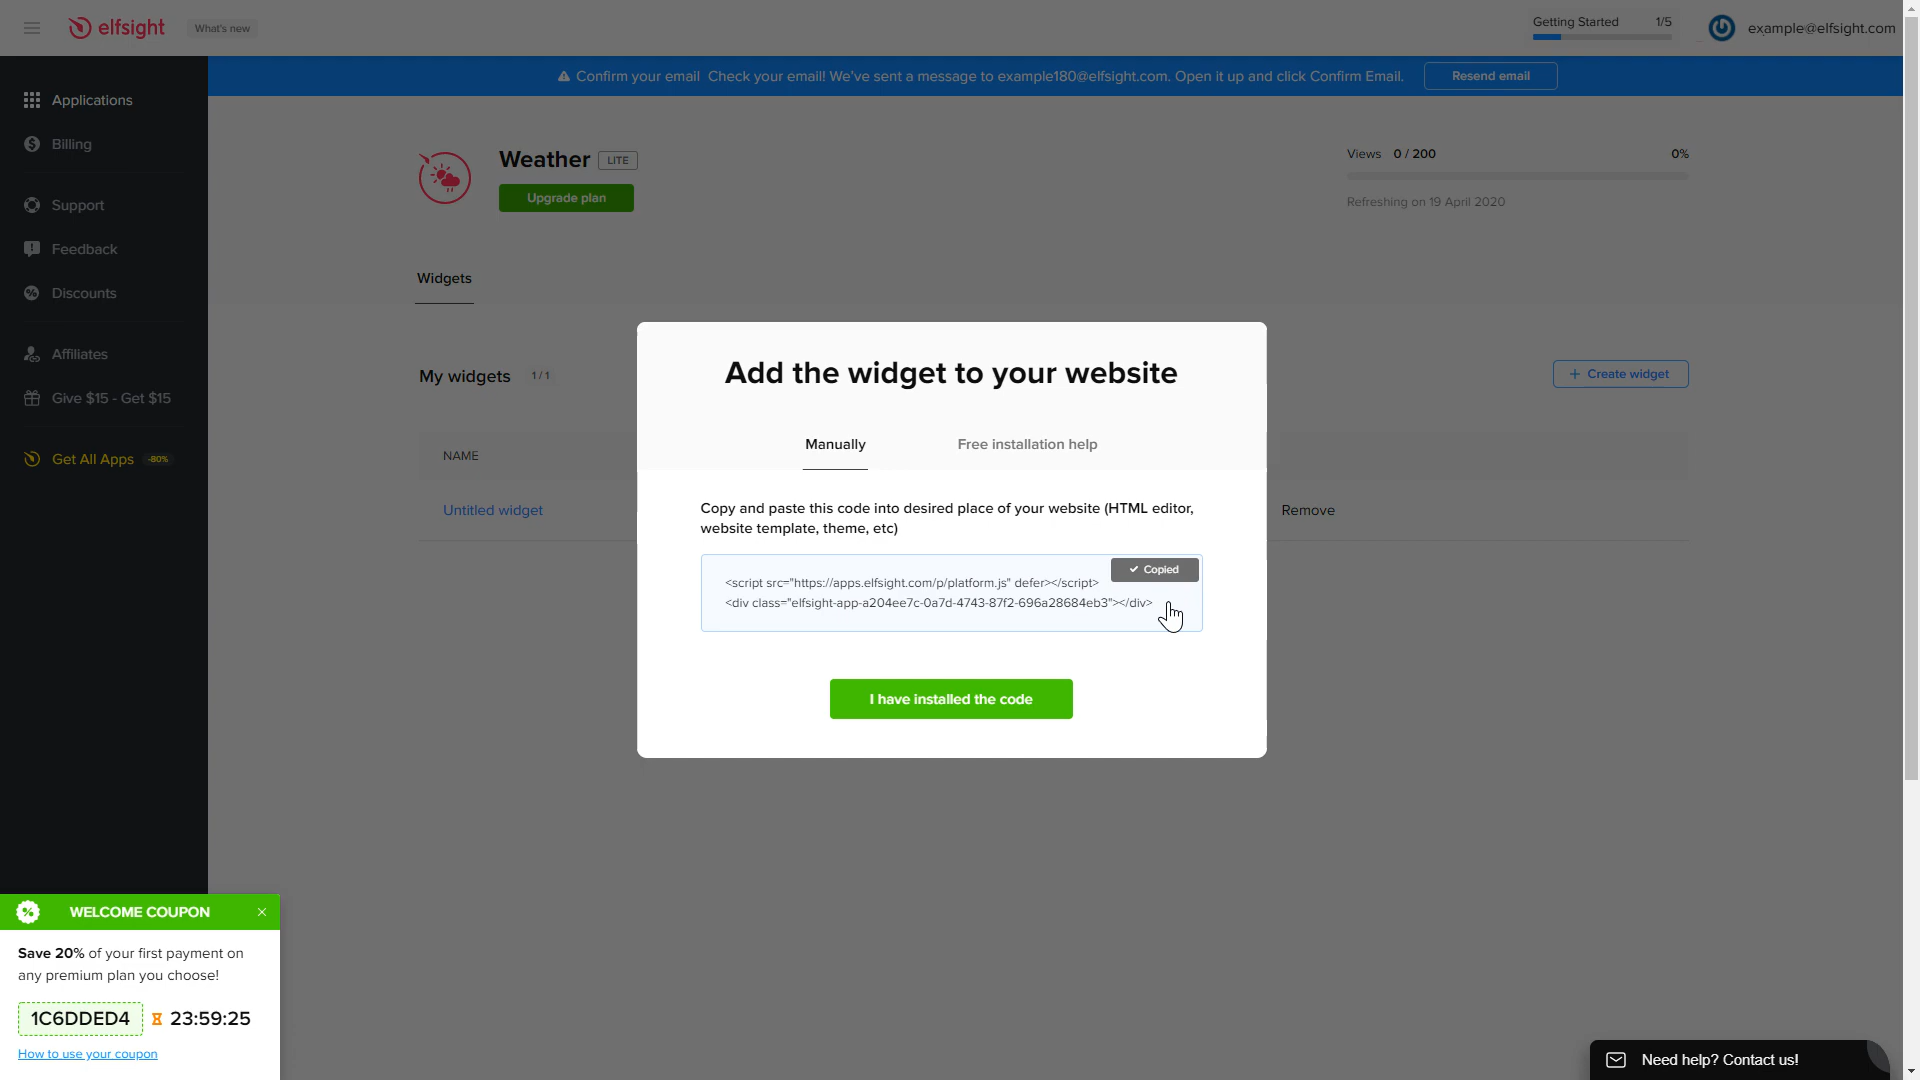 elfsight
What's new
Getting Started 1/5
example@elfsight.com
Confirm your email Check your email! We've sent a message to example180@elfsight.com. Open it up and click Confirm Email.
Resend email
Applications
Billing
Support
Feedback
Discounts
Affiliates
Give $15 - Get $15
Get All Apps -80%
Weather LITE
Upgrade plan
Views 0 / 200 0%
Refreshing on 19 April 2020
Widgets
My widgets 1 / 1
+ Create widget
NAME
Untitled widget
Remove
Add the widget to your website
Manually
Free installation help
Copy and paste this code into desired place of your website (HTML editor,
website template, theme, etc)
Copied
<script src="https://apps.elfsight.com/p/platform.js" defer></script>
<div class="elfsight-app-a204ee7c-0a7d-4743-87f2-696a28684eb3"></div>
I have installed the code
WELCOME COUPON
Save 20% of your first payment on
any premium plan you choose!
1C6DDED4 23:59:25
How to use your coupon
Need help? Contact us!